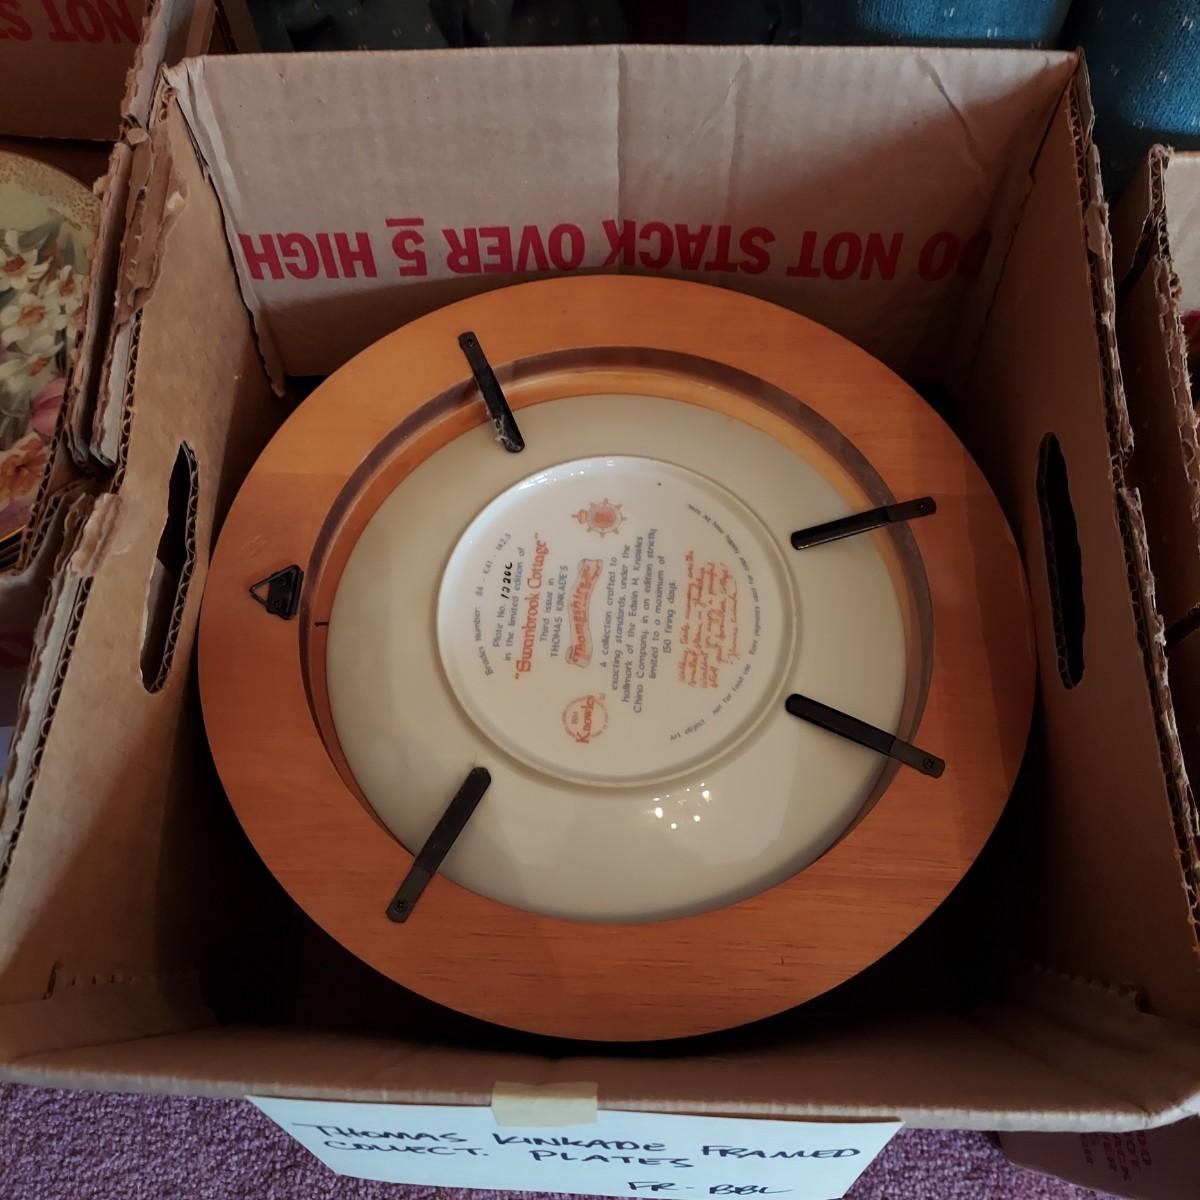 DO NOT STACK OVER 5 HIGH
Bradex Number: 84 - K41 - 142.3
Plate No. 1220C
in the limited edition of
"Swanbrook Cottage"
Third issue in
THOMAS KINKADE'S
Thomashire
A collection crafted to
exacting standards, under the
hallmark of the Edwin M. Knowles
China Company, in an edition strictly
limited to a maximum of
150 firing days.
Knowles
Art object - not for food use.
THOMAS KINKADE FRAMED
COLLECT. PLATES
FR - BBL